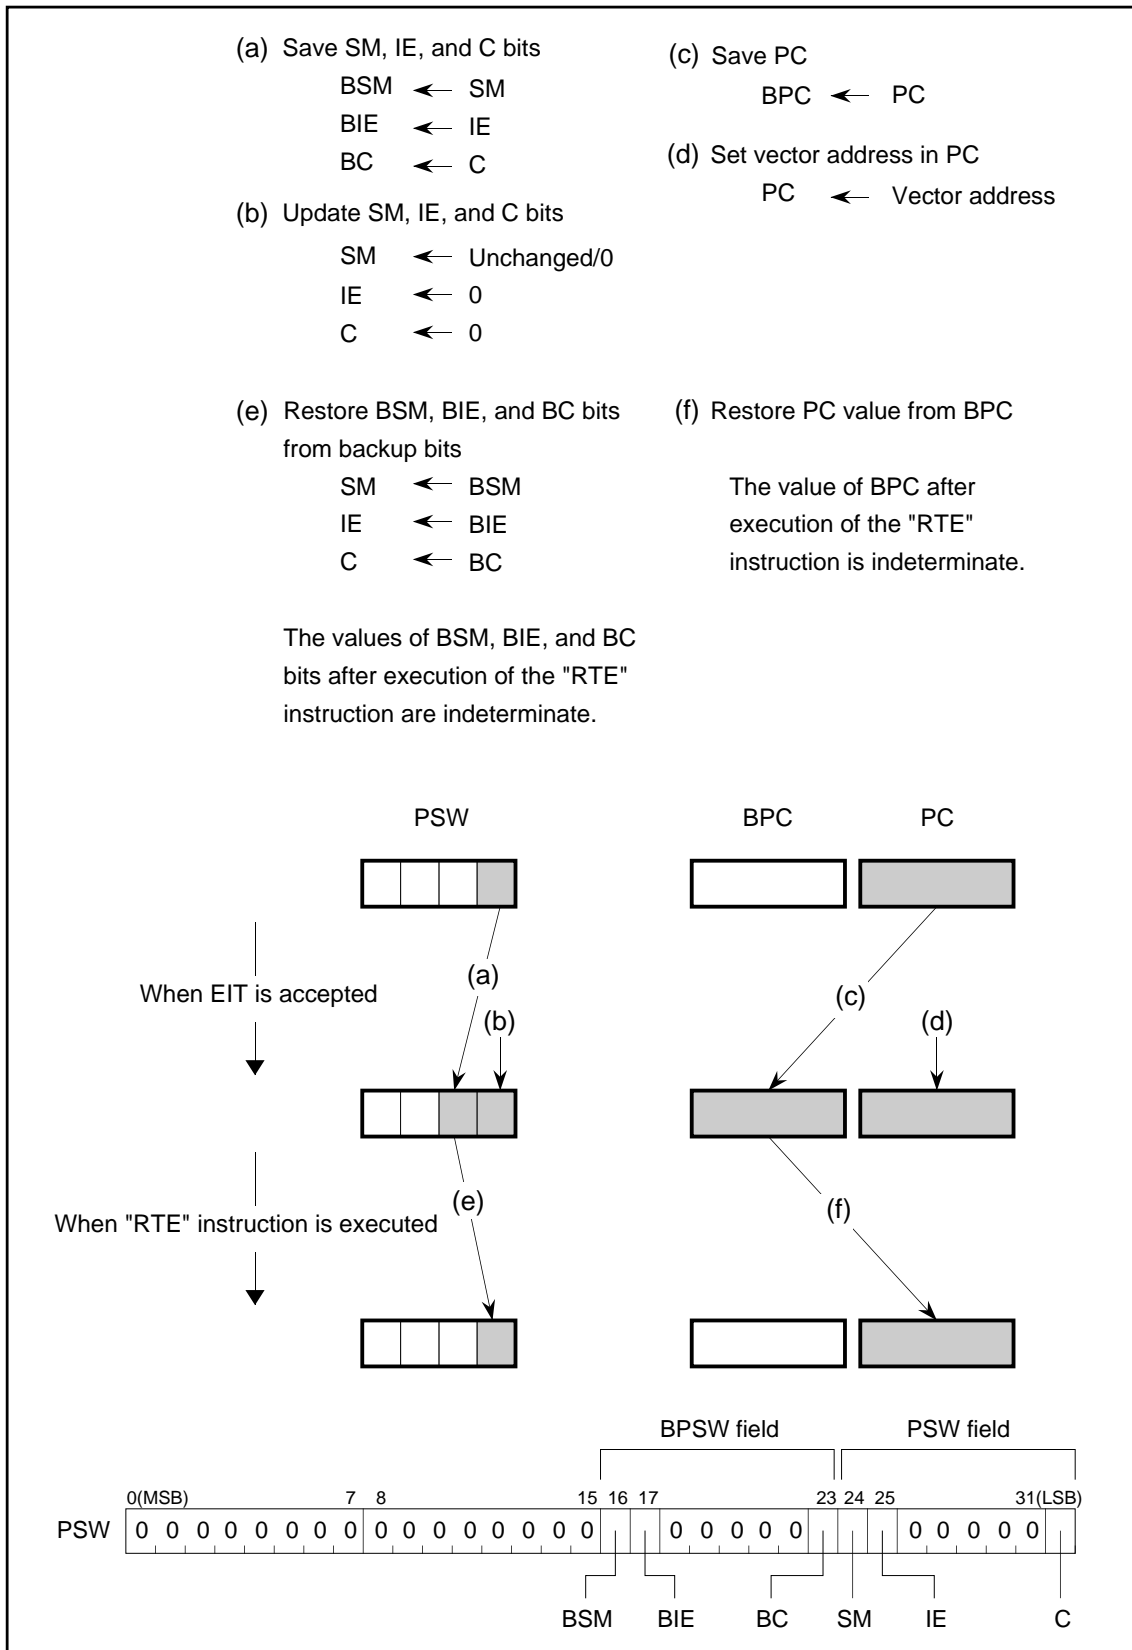 (a) Save SM, IE, and C bits
BSM ← SM
BIE ← IE
BC ← C
(b) Update SM, IE, and C bits
SM ← Unchanged/0
IE ← 0
C ← 0
(c) Save PC
BPC ← PC
(d) Set vector address in PC
PC ← Vector address
(e) Restore BSM, BIE, and BC bits
from backup bits
SM ← BSM
IE ← BIE
C ← BC
The values of BSM, BIE, and BC
bits after execution of the "RTE"
instruction are indeterminate.
(f) Restore PC value from BPC
The value of BPC after
execution of the "RTE"
instruction is indeterminate.
PSW BPC PC
(a)
(c)
When EIT is accepted
(b)
(d)
(e)
(f)
When "RTE" instruction is executed
BPSW field PSW field
0(MSB) 7 8 15 16 17 23 24 25 31(LSB)
PSW 0 0 0 0 0 0 0 0 0 0 0 0 0 0 0 0 0 0 0 0 0 0 0 0 0 0
BSM BIE BC SM IE C